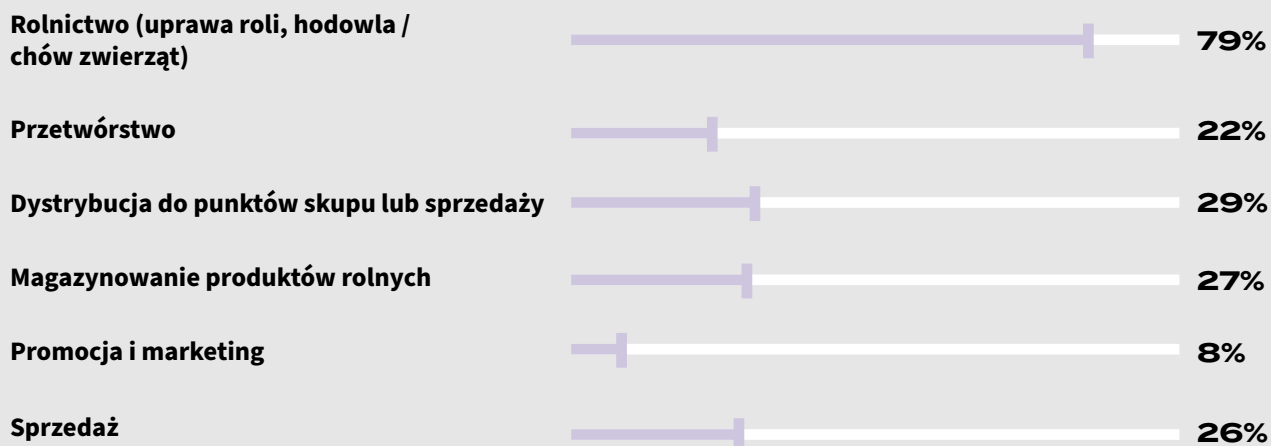 Rolnictwo (uprawa roli, hodowla /
chów zwierząt)
79%
Przetwórstwo
22%
Dystrybucja do punktów skupu lub sprzedaży
29%
Magazynowanie produktów rolnych
27%
Promocja i marketing
8%
Sprzedaż
26%